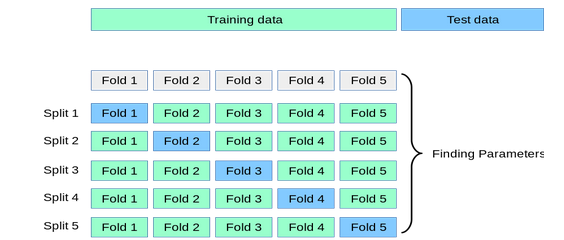 Training data Test data
Fold 1 Fold 2 Fold 3 Fold 4 Fold 5
Split 1 Fold 1 Fold 2 Fold 3 Fold 4 Fold 5
Split 2 Fold 1 Fold 2 Fold 3 Fold 4 Fold 5
Finding Parameters
Split 3 Fold 1 Fold 2 Fold 3 Fold 4 Fold 5
Split 4 Fold 1 Fold 2 Fold 3 Fold 4 Fold 5
Split 5 Fold 1 Fold 2 Fold 3 Fold 4 Fold 5